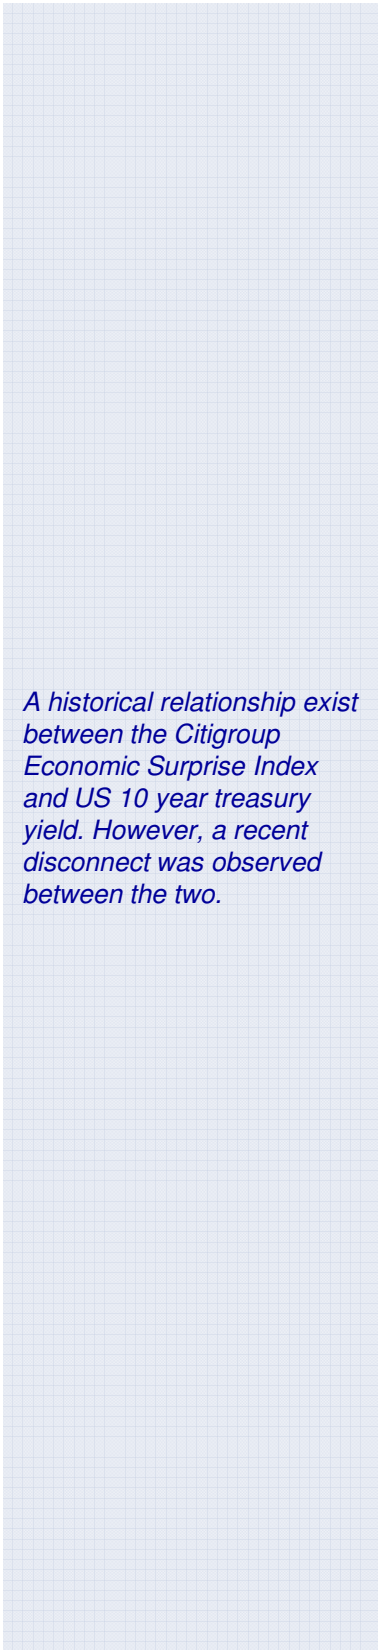 A historical relationship exist
between the Citigroup
Economic Surprise Index
and US 10 year treasury
yield. However, a recent
disconnect was observed
between the two.